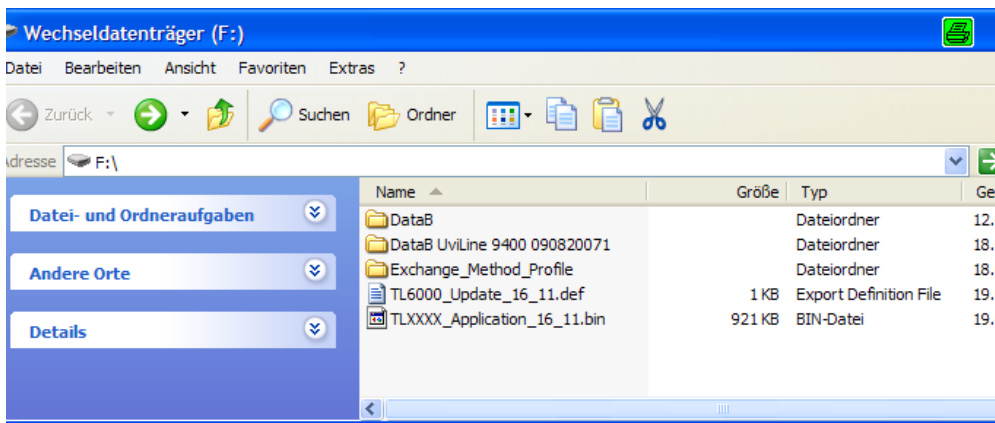 Wechseldatenträger (F:)
Datei Bearbeiten Ansicht Favoriten Extras ?
Zurück Suchen Ordner
Adresse F:\
Name Größe Typ Ge
Datei- und Ordneraufgaben
Andere Orte
Details
DataB Dateiordner 12.
DataB UviLine 9400 090820071 Dateiordner 18.
Exchange_Method_Profile Dateiordner 18.
TL6000_Update_16_11.def 1 KB Export Definition File 19.
TLXXXX_Application_16_11.bin 921 KB BIN-Datei 19.